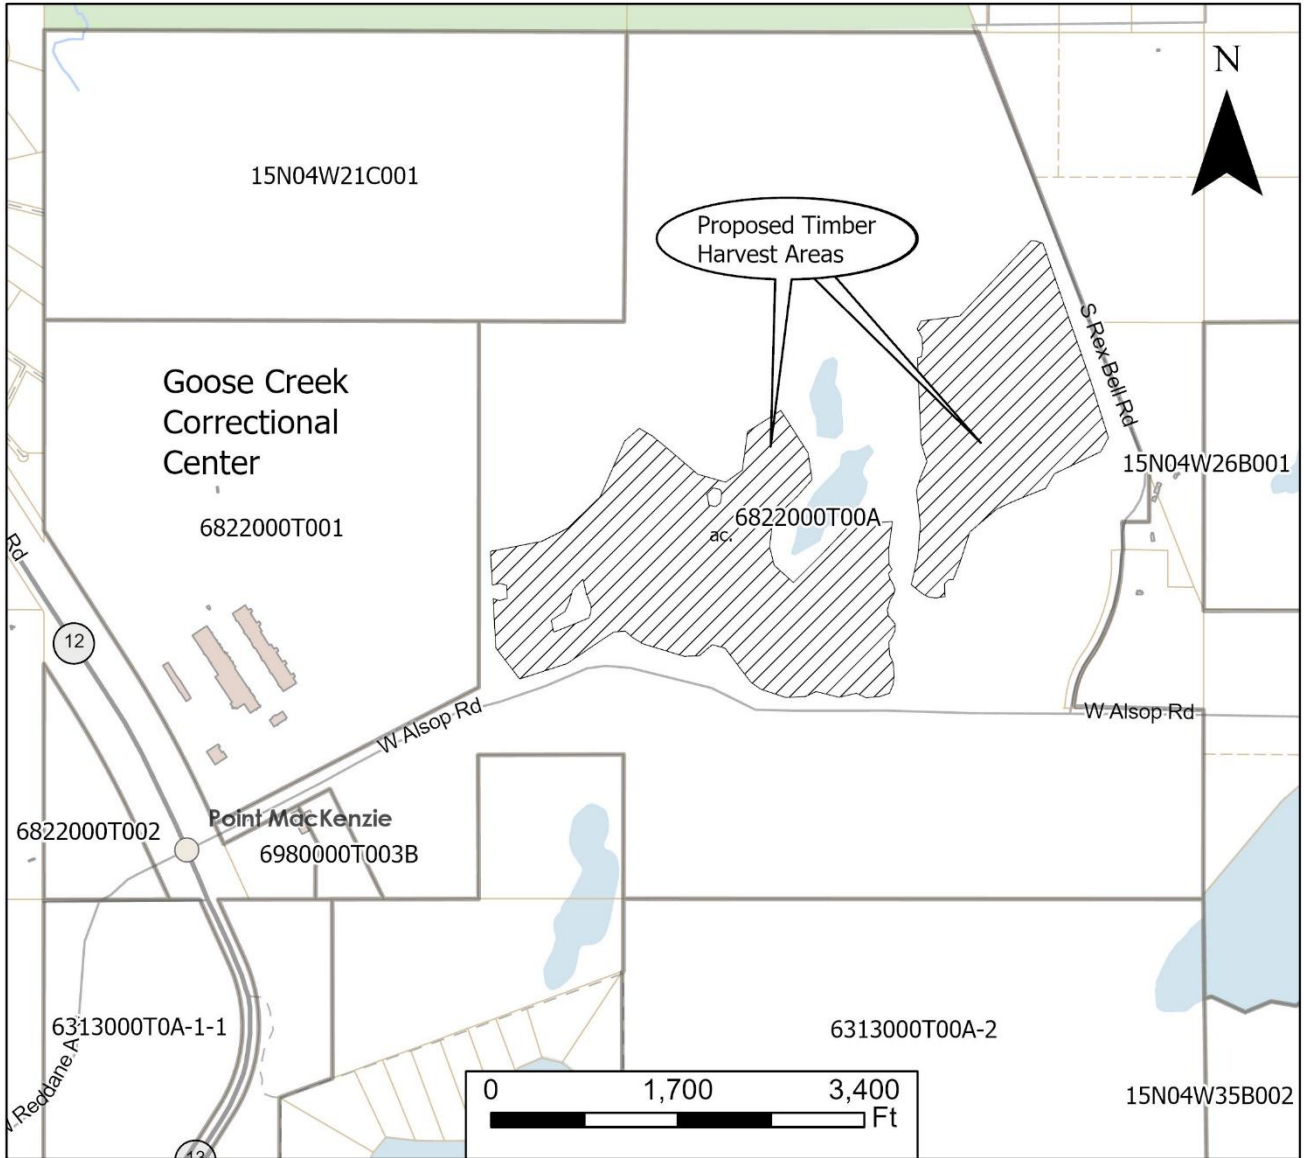 N
15N04W21C001
Proposed Timber
Harvest Areas
S Rex Bell Rd
Goose Creek
Correctional
Center
15N04W26B001
6822000T00A
ac.
6822000T001
Rd
12
W Alsop Rd
W Alsop Rd
Point MacKenzie
6822000T002
6980000T003B
6313000T0A-1-1
6313000T00A-2
W Reddane A
0 1,700 3,400
Ft
15N04W35B002
13